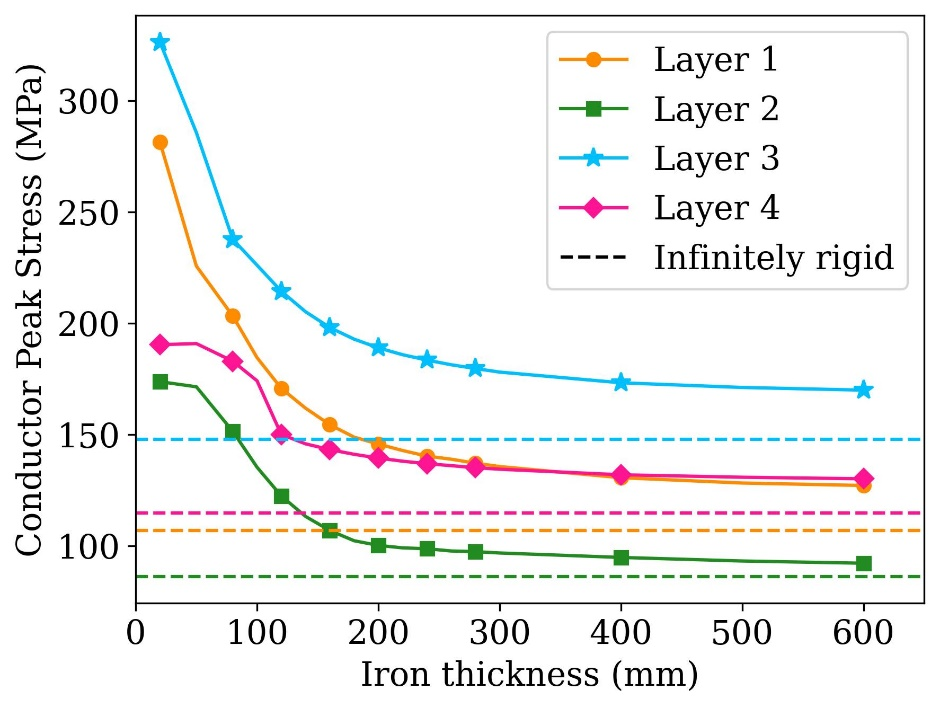 Conductor Peak Stress (MPa)
300
250
200
150
100
Layer 1
Layer 2
Layer 3
Layer 4
Infinitely rigid
0 100 200 300 400 500 600
Iron thickness (mm)